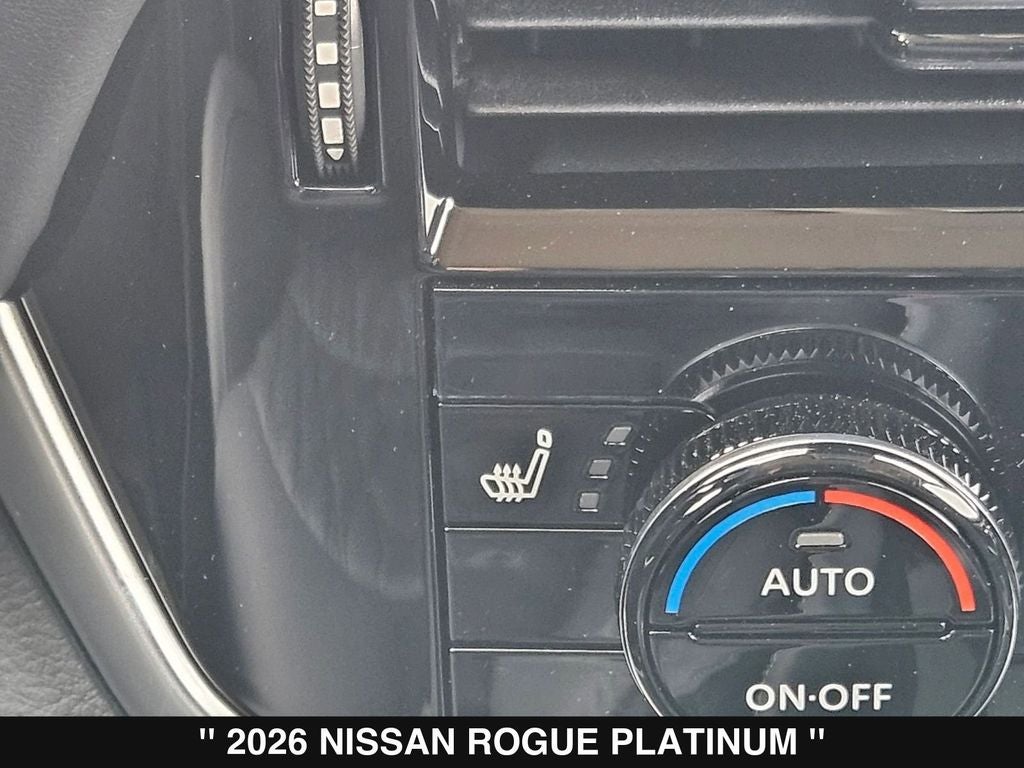 AUTO
ON·OFF
" 2026 NISSAN ROGUE PLATINUM "